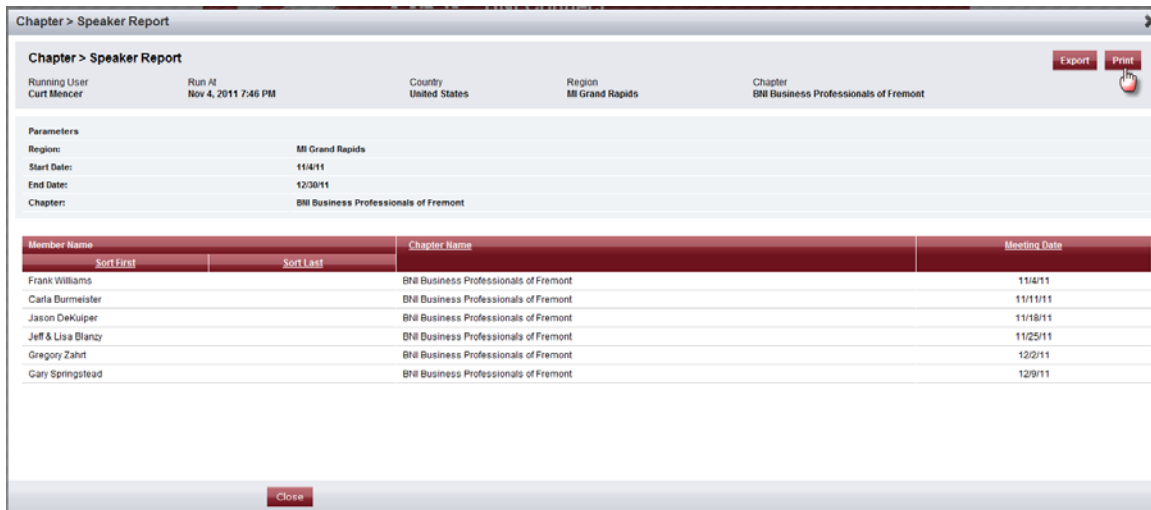 Chapter > Speaker Report
Chapter > Speaker Report
Export Print
Running User Run At Country Region Chapter
Curt Mencer Nov 4, 2011 7:46 PM United States MI Grand Rapids BNI Business Professionals of Fremont
Parameters
Region: MI Grand Rapids
Start Date: 11/4/11
End Date: 12/30/11
Chapter: BNI Business Professionals of Fremont
Member Name Chapter Name Meeting Date
Sort First Sort Last
Frank Williams BNI Business Professionals of Fremont 11/4/11
Carla Burmeister BNI Business Professionals of Fremont 11/11/11
Jason DeKuiper BNI Business Professionals of Fremont 11/18/11
Jeff & Lisa Blanzy BNI Business Professionals of Fremont 11/25/11
Gregory Zahrt BNI Business Professionals of Fremont 12/2/11
Gary Springstead BNI Business Professionals of Fremont 12/9/11
Close